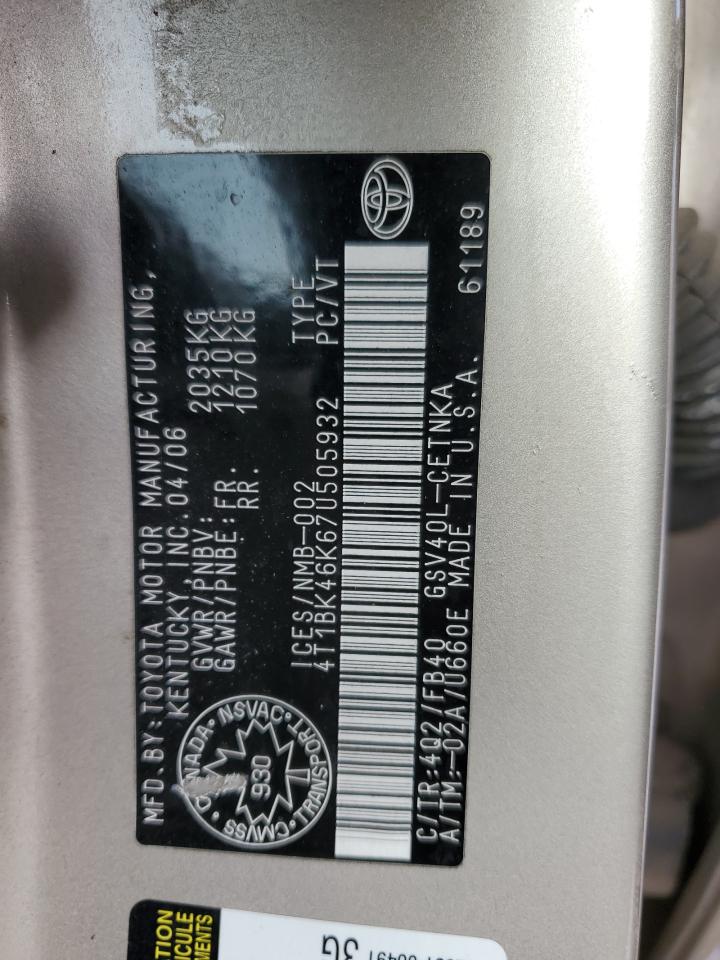 MFD.BY:TOYOTA MOTOR MANUFACTURING,
KENTUCKY,INC.04/06
GVWR/PNBV: 2035KG
GAWR/PNBE:FR. 1210KG
RR. 1070KG
ICES/NMB-002 TYPE
4T1BK46K67U505932 PC/VT
C/TR:4Q2/FB40 GSV40L-CETNKA
A/TM:-02A/U660E MADE IN U.S.A. 61189
CANADA • NSVAC • TRANSPORT • CMVSS
930
3G